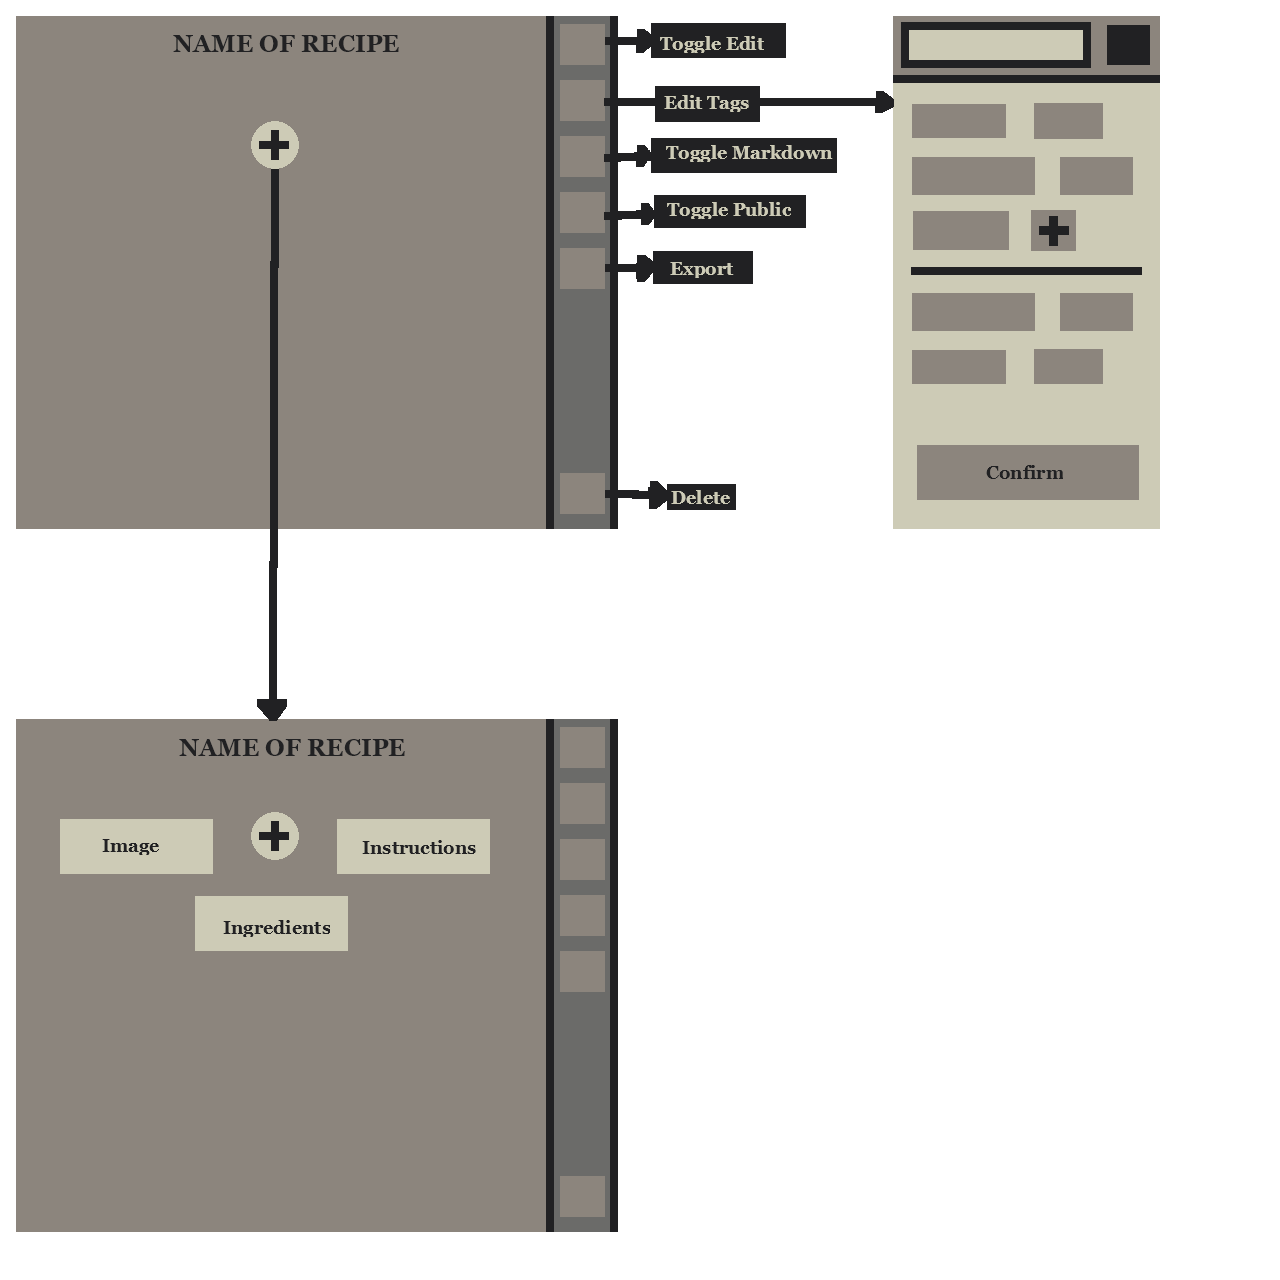 NAME OF RECIPE
Toggle Edit
Edit Tags
Toggle Markdown
Toggle Public
Export
Delete
Confirm
NAME OF RECIPE
Image
Instructions
Ingredients